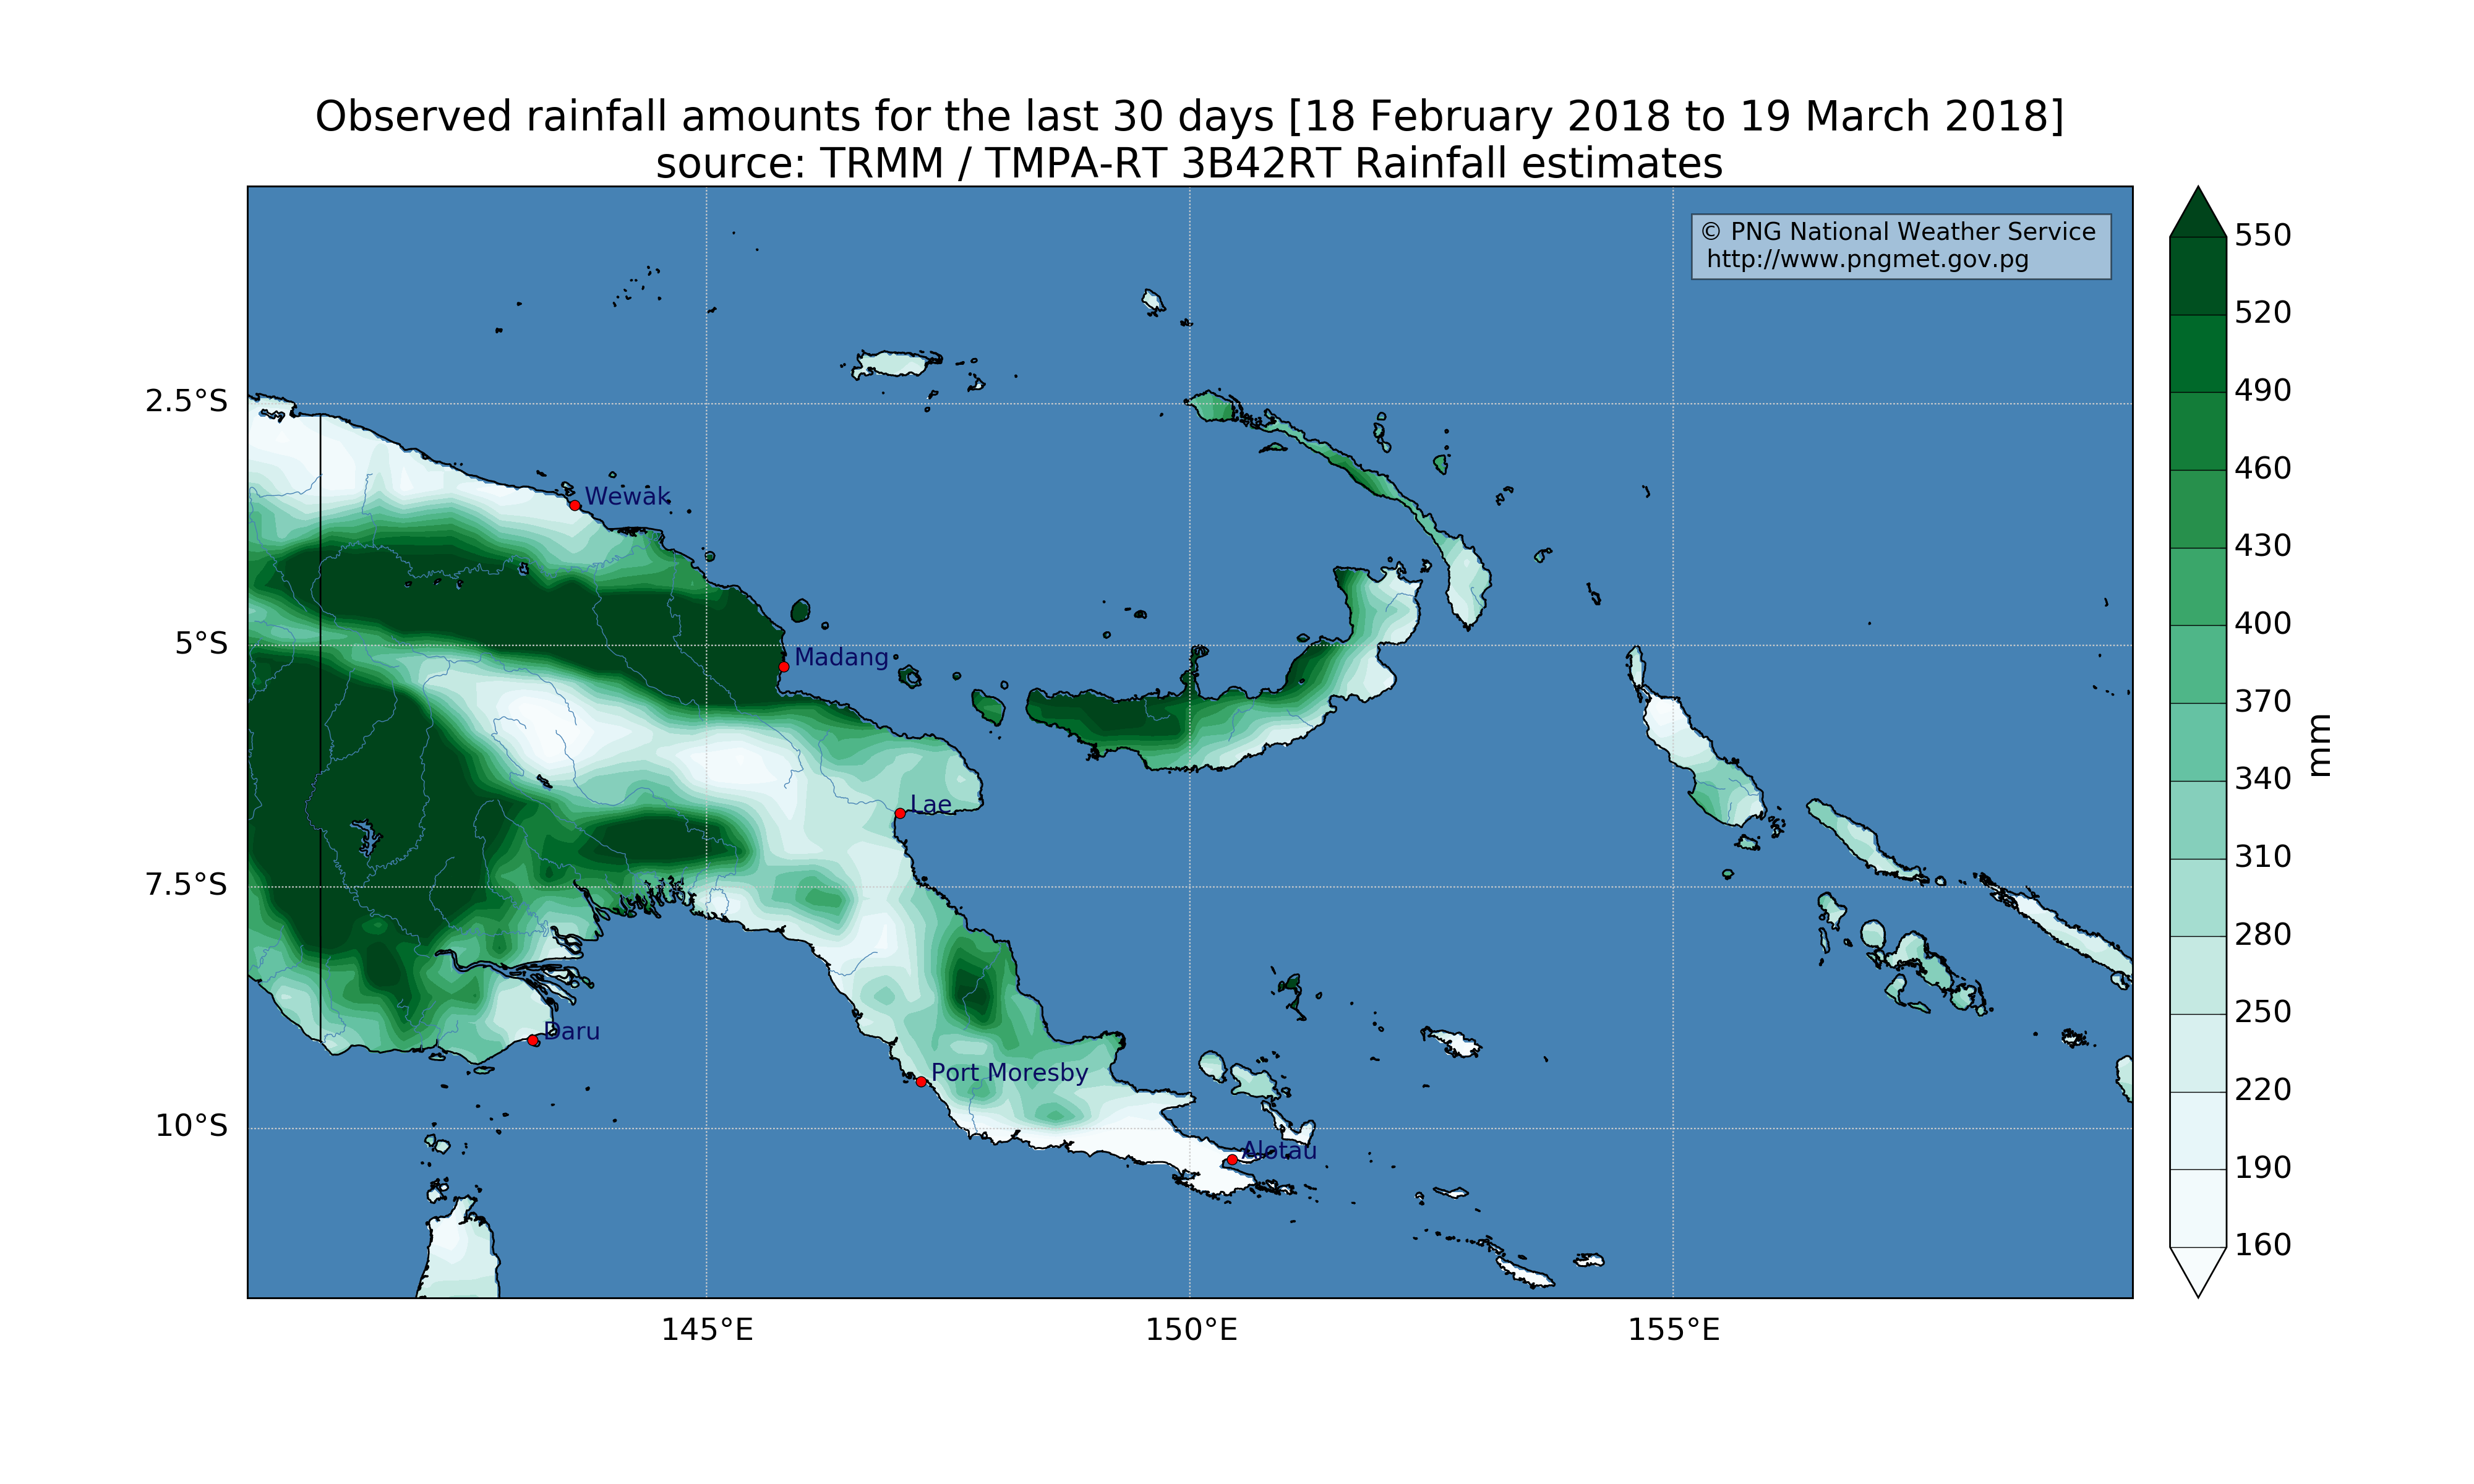 Observed rainfall amounts for the last 30 days [18 February 2018 to 19 March 2018]
source: TRMM / TMPA-RT 3B42RT Rainfall estimates
© PNG National Weather Service
http://www.pngmet.gov.pg
550
520
490
460
430
400
370
340
310
280
250
220
190
160
mm
2.5°S
5°S
7.5°S
10°S
Wewak
Madang
Lae
Daru
Port Moresby
Alotau
145°E
150°E
155°E